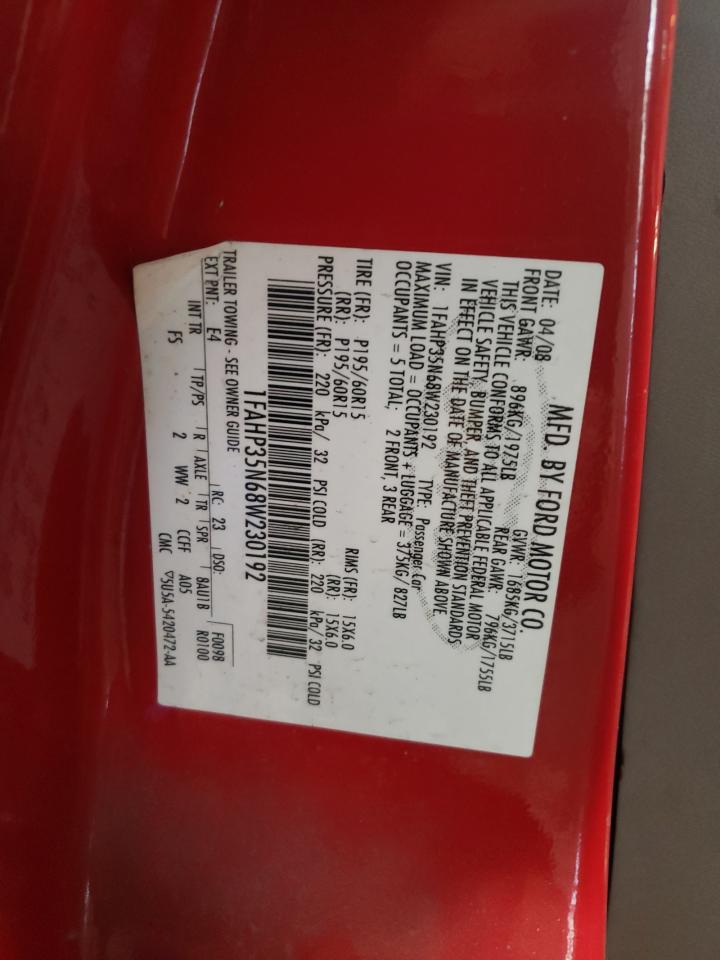 MFD. BY FORD MOTOR CO.
DATE: 04/08 GVWR: 1685KG/3715LB
FRONT GAWR: 896KG/1975LB REAR GAWR: 796KG/1755LB
THIS VEHICLE CONFORMS TO ALL APPLICABLE FEDERAL MOTOR
VEHICLE SAFETY, BUMPER, AND THEFT PREVENTION STANDARDS
IN EFFECT ON THE DATE OF MANUFACTURE SHOWN ABOVE.
VIN: 1FAHP35N68W230192 TYPE: Passenger Car
MAXIMUM LOAD = OCCUPANTS + LUGGAGE = 375KG/827LB
OCCUPANTS = 5 TOTAL; 2 FRONT, 3 REAR
TIRE (FR): P195/60R15 RIMS (FR): 15X6.0
(RR): P195/60R15 (RR): 15X6.0
PRESSURE (FR): 220 kPa/ 32 PSI COLD (RR): 220 kPa/32 PSI COLD
1FAHP35N68W230192
TRAILER TOWING - SEE OWNER GUIDE
EXT PNT: E4 RC: 23 DSO: F0098
INT TR TP/PS R AXLE TR SPR BAUTB R0100
FS 2 WW 2 CCFF A05
CMC 5U5A-5420472-AA